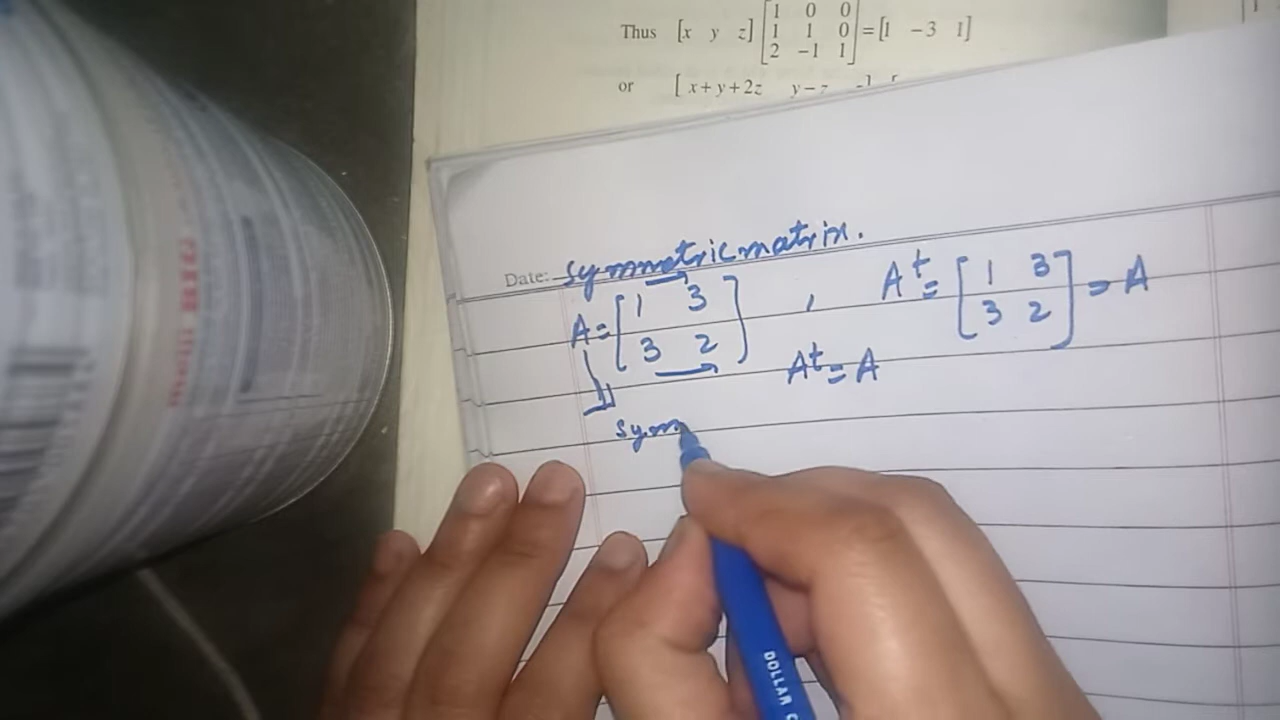 Thus [x y z] [1 0 0
1 1 0
2 −1 1] = [1 −3 1]
or [x+y+2z y−z
Date: symmetric matrix.
A = [1 3
3 2] , A^t = [1 3
3 2] = A
A^t = A
symm
DOLLAR